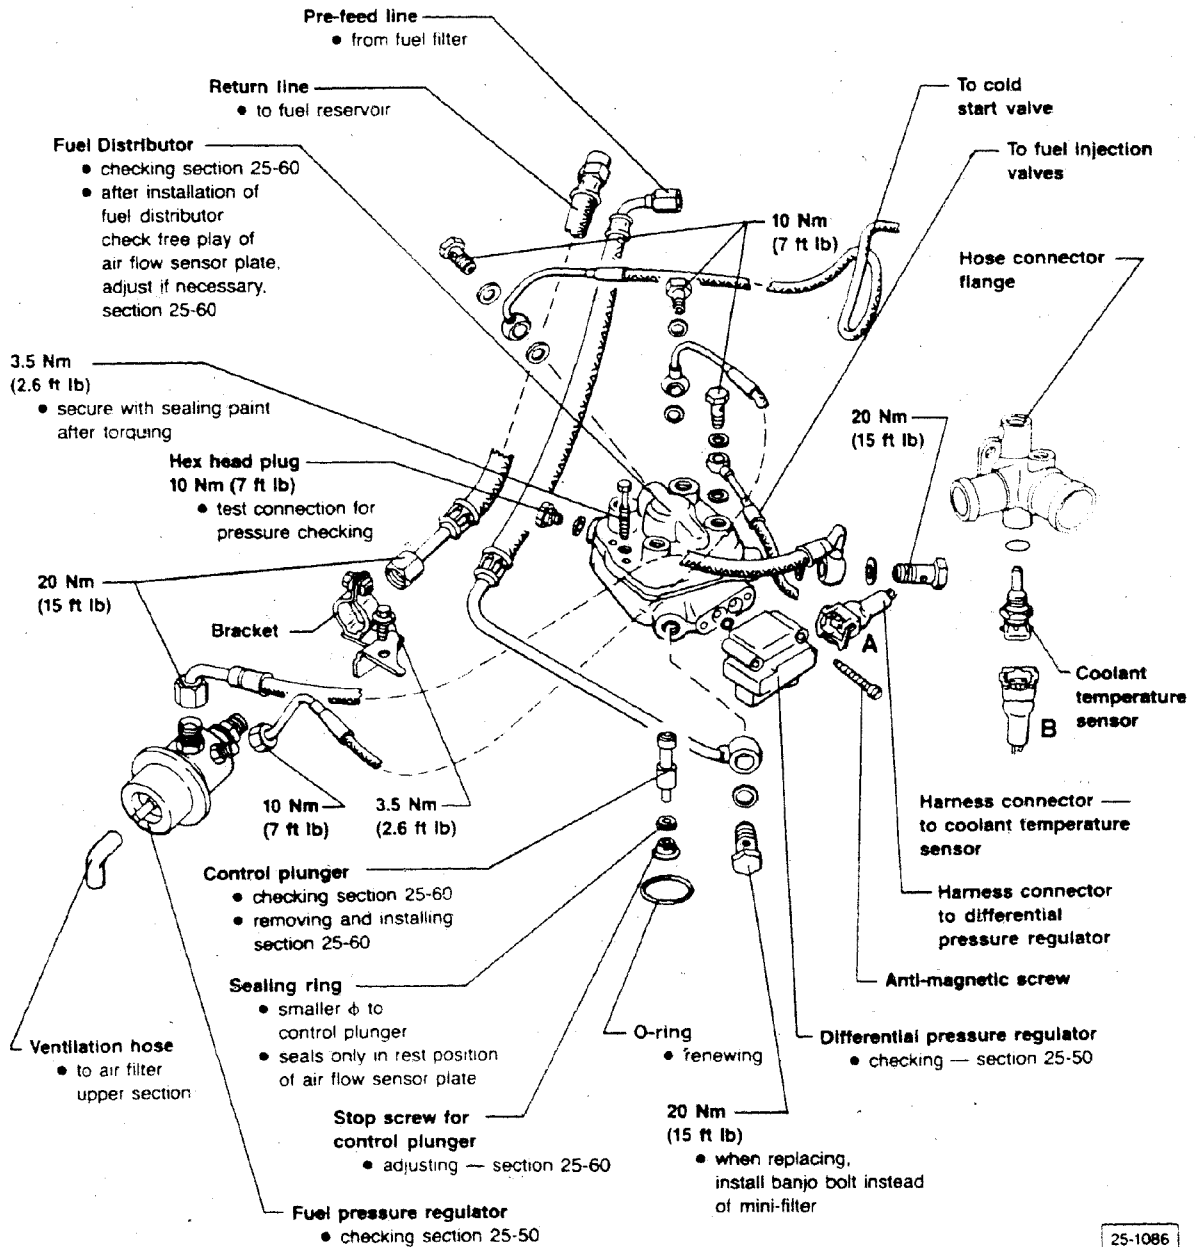 Pre-feed line
• from fuel filter
Return line
• to fuel reservoir
Fuel Distributor
• checking section 25-60
• after installation of
fuel distributor
check free play of
air flow sensor plate,
adjust if necessary,
section 25-60
To cold
start valve
To fuel injection
valves
10 Nm
(7 ft lb)
Hose connector
flange
3.5 Nm
(2.6 ft lb)
• secure with sealing paint
after torquing
20 Nm
(15 ft lb)
Hex head plug
10 Nm (7 ft lb)
• test connection for
pressure checking
20 Nm
(15 ft lb)
Bracket
A
Coolant
temperature
sensor
B
10 Nm
(7 ft lb)
3.5 Nm
(2.6 ft lb)
Harness connector
to coolant temperature
sensor
Control plunger
• checking section 25-60
• removing and installing
section 25-60
Harness connector
to differential
pressure regulator
Anti-magnetic screw
Sealing ring
• smaller ϕ to
control plunger
• seals only in rest position
of air flow sensor plate
O-ring
• renewing
Differential pressure regulator
• checking — section 25-50
Ventilation hose
• to air filter
upper section
Stop screw for
control plunger
• adjusting — section 25-60
20 Nm
(15 ft lb)
• when replacing,
install banjo bolt instead
of mini-filter
Fuel pressure regulator
• checking section 25-50
25-1086